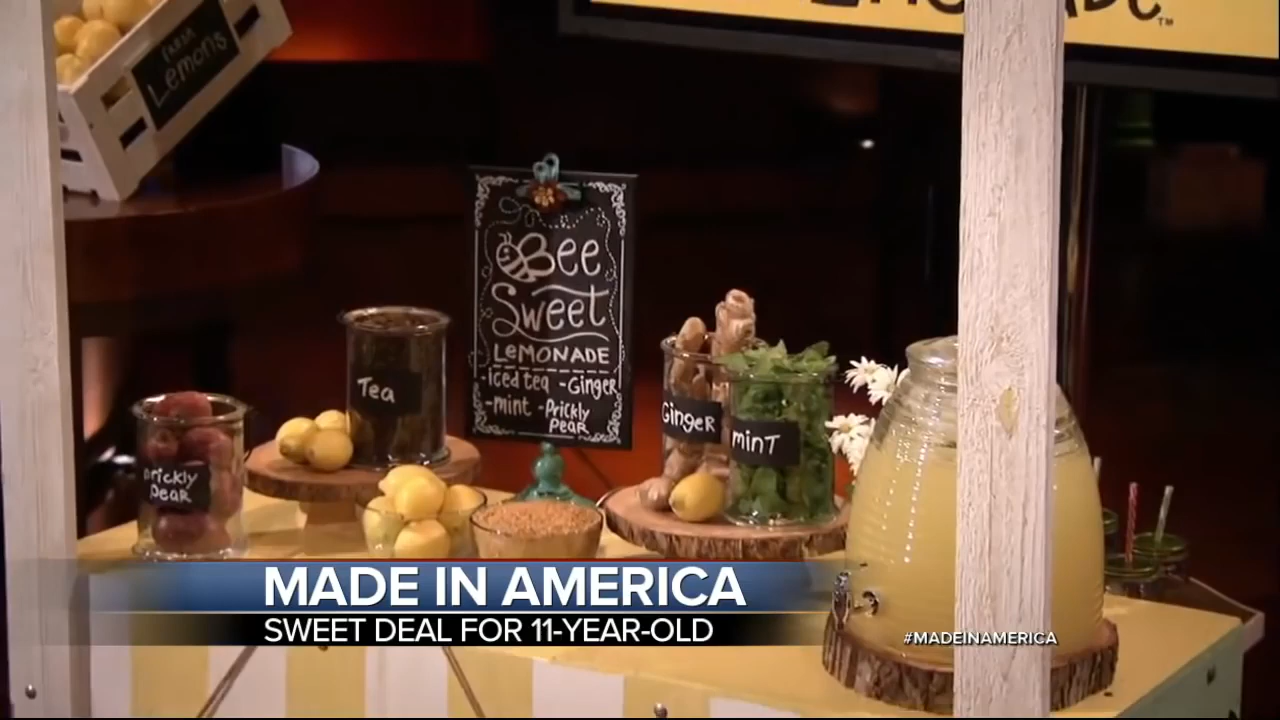 FRESH
Lemons
Bee
Sweet
LEMONADE
-Iced tea -Ginger
-mint -Prickly
Pear
Tea
Prickly
Pear
Ginger
mint
MADE IN AMERICA
SWEET DEAL FOR 11-YEAR-OLD
#MADEINAMERICA